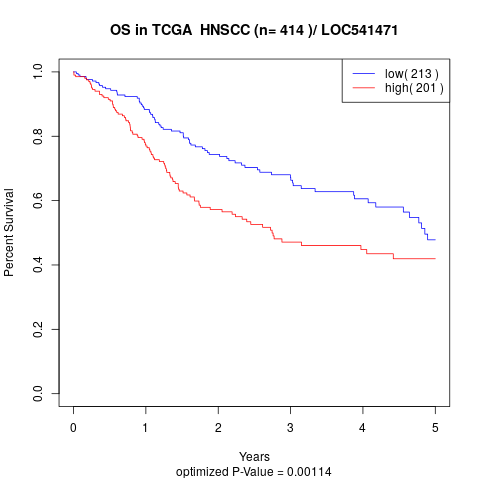 OS in TCGA HNSCC (n= 414 )/ LOC541471
low( 213 )
high( 201 )
Percent Survival
1.0
0.8
0.6
0.4
0.2
0.0
0 1 2 3 4 5
Years
optimized P-Value = 0.00114